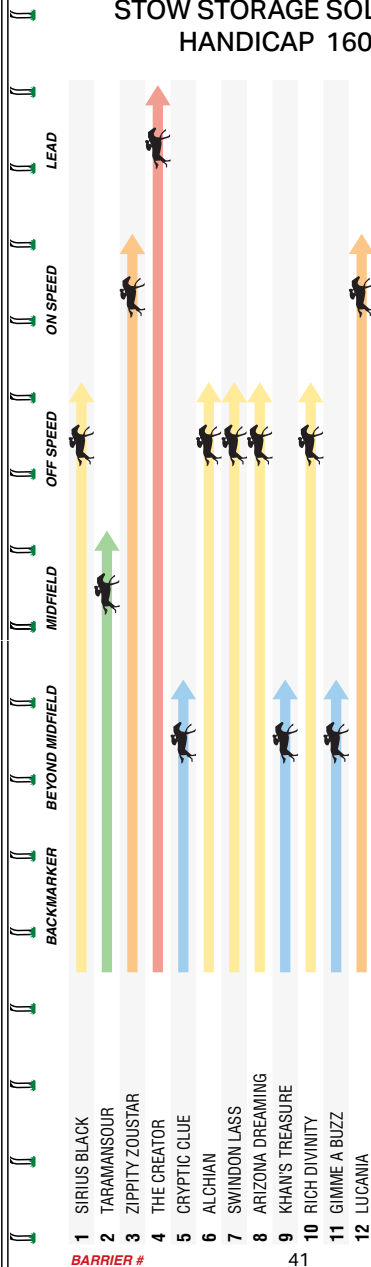 STOW STORAGE SOL
HANDICAP 160
LEAD
ON SPEED
OFF SPEED
MIDFIELD
BEYOND MIDFIELD
BACKMARKER
1 SIRIUS BLACK
2 TARAMANSOUR
3 ZIPPITY ZOUSTAR
4 THE CREATOR
5 CRYPTIC CLUE
6 ALCHIAN
7 SWINDON LASS
8 ARIZONA DREAMING
9 KHAN'S TREASURE
10 RICH DIVINITY
11 GIMME A BUZZ
12 LUCANIA
BARRIER #
41